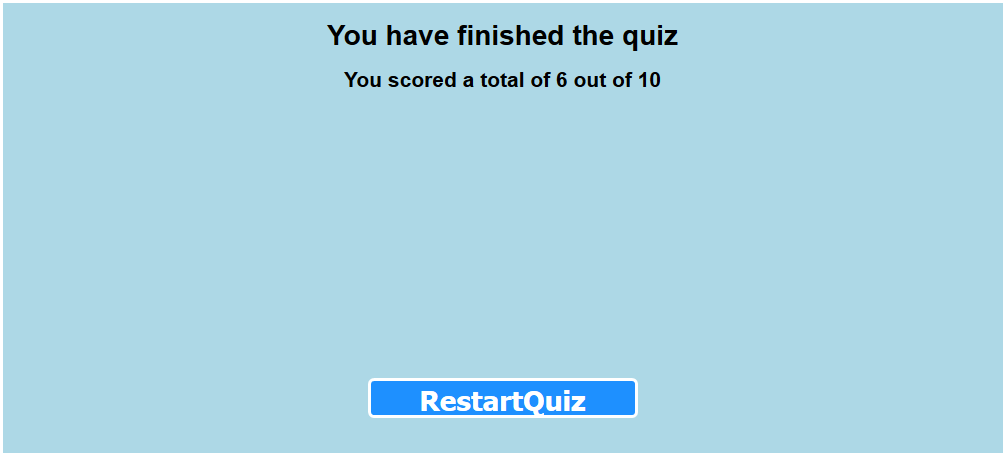 You have finished the quiz
You scored a total of 6 out of 10
RestartQuiz